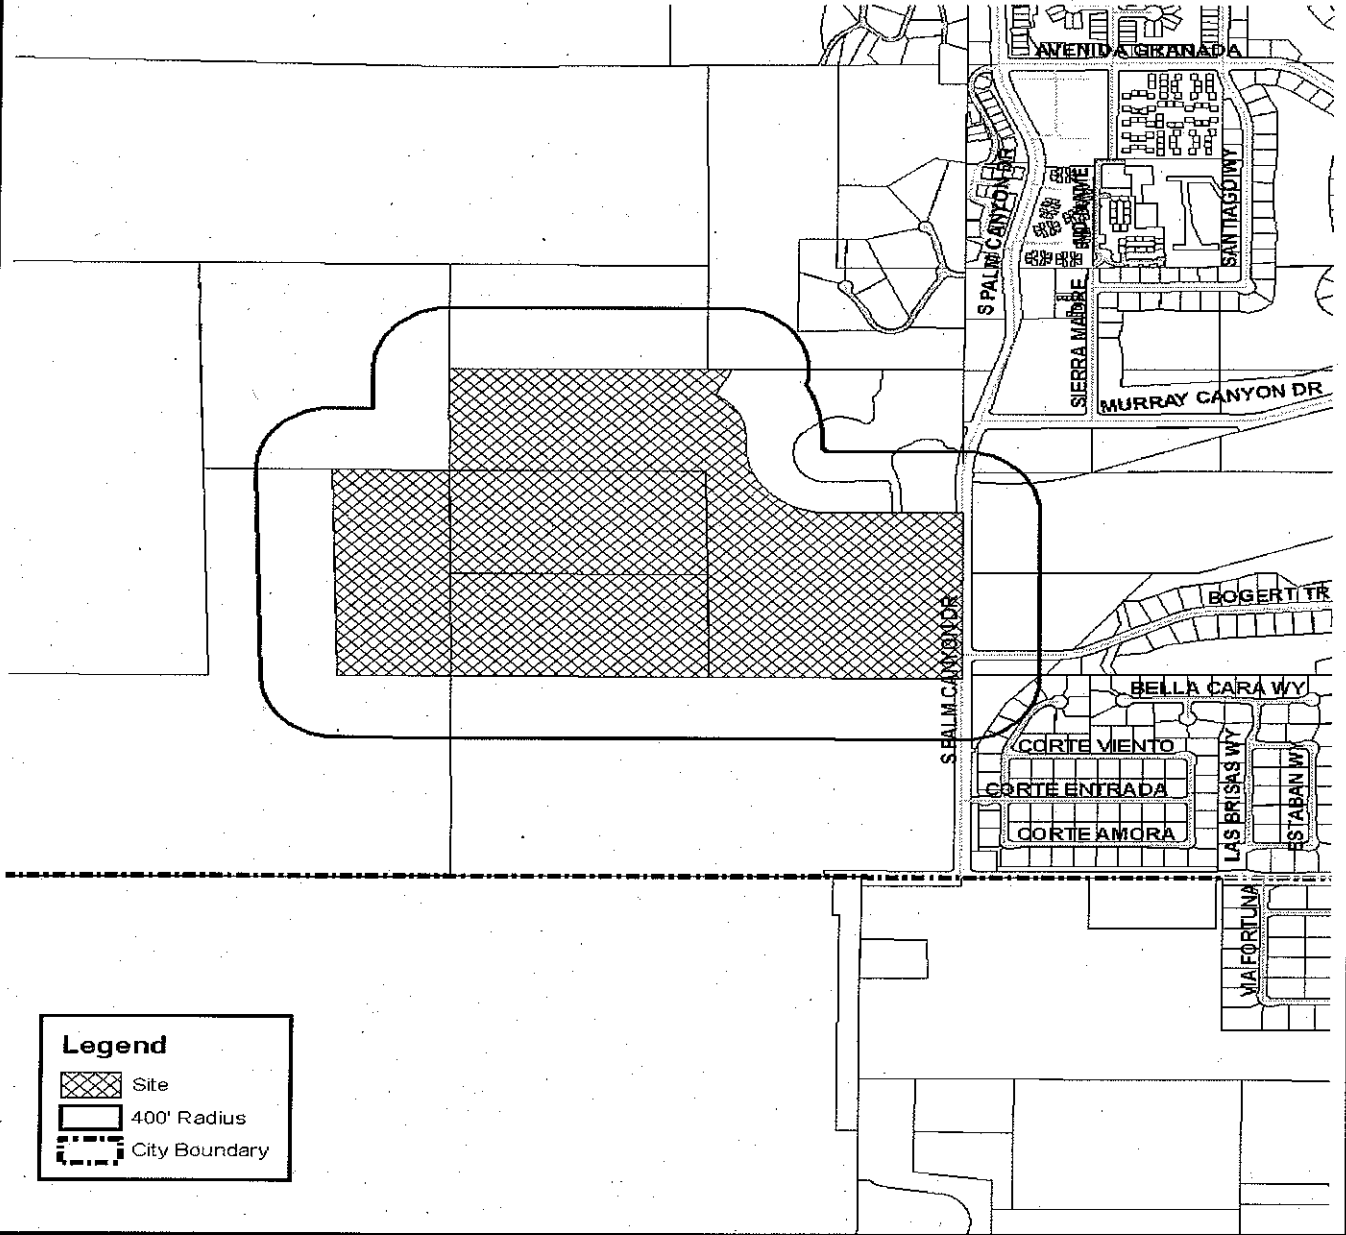 AVENIDA GRANADA
S PALM CANYON DR
SANTIAGO WY
SIERRA MADRE
MURRAY CANYON DR
BOGERT TR
S PALM CANYON DR
BELLA CARA WY
CORTE VIENTO
LAS BRISAS WY
ESTABAN WY
CORTE ENTRADA
CORTE AMORA
VIA FORTUNA
Legend
Site
400' Radius
City Boundary